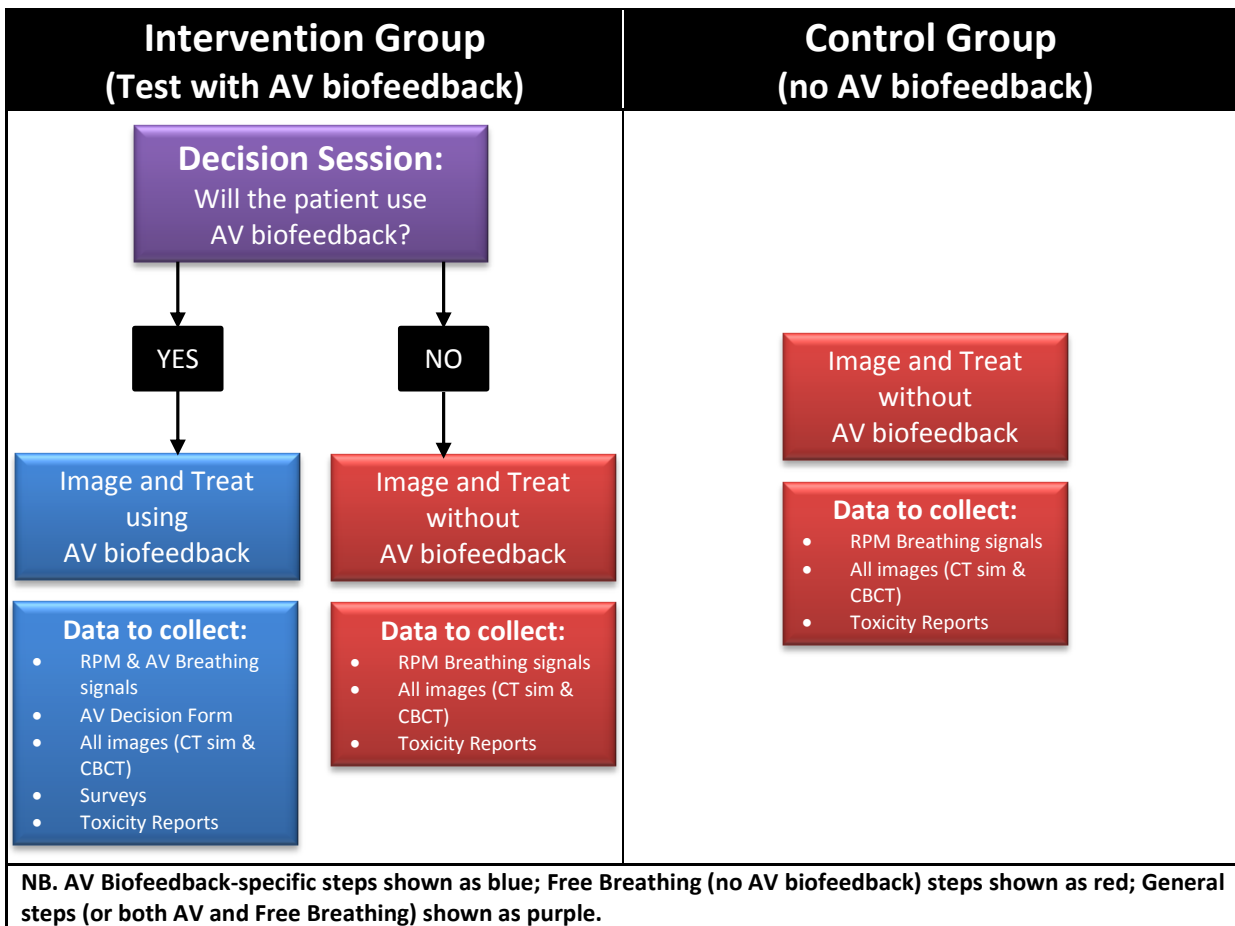 Intervention Group
(Test with AV biofeedback)
Decision Session:
Will the patient use
AV biofeedback?
YES
NO
Image and Treat
using
AV biofeedback
Data to collect:
• RPM & AV Breathing
signals
• AV Decision Form
• All images (CT sim &
CBCT)
• Surveys
• Toxicity Reports
Image and Treat
without
AV biofeedback
Data to collect:
• RPM Breathing signals
• All images (CT sim &
CBCT)
• Toxicity Reports
Control Group
(no AV biofeedback)
Image and Treat
without
AV biofeedback
Data to collect:
• RPM Breathing signals
• All images (CT sim &
CBCT)
• Toxicity Reports
NB. AV Biofeedback-specific steps shown as blue; Free Breathing (no AV biofeedback) steps shown as red; General
steps (or both AV and Free Breathing) shown as purple.